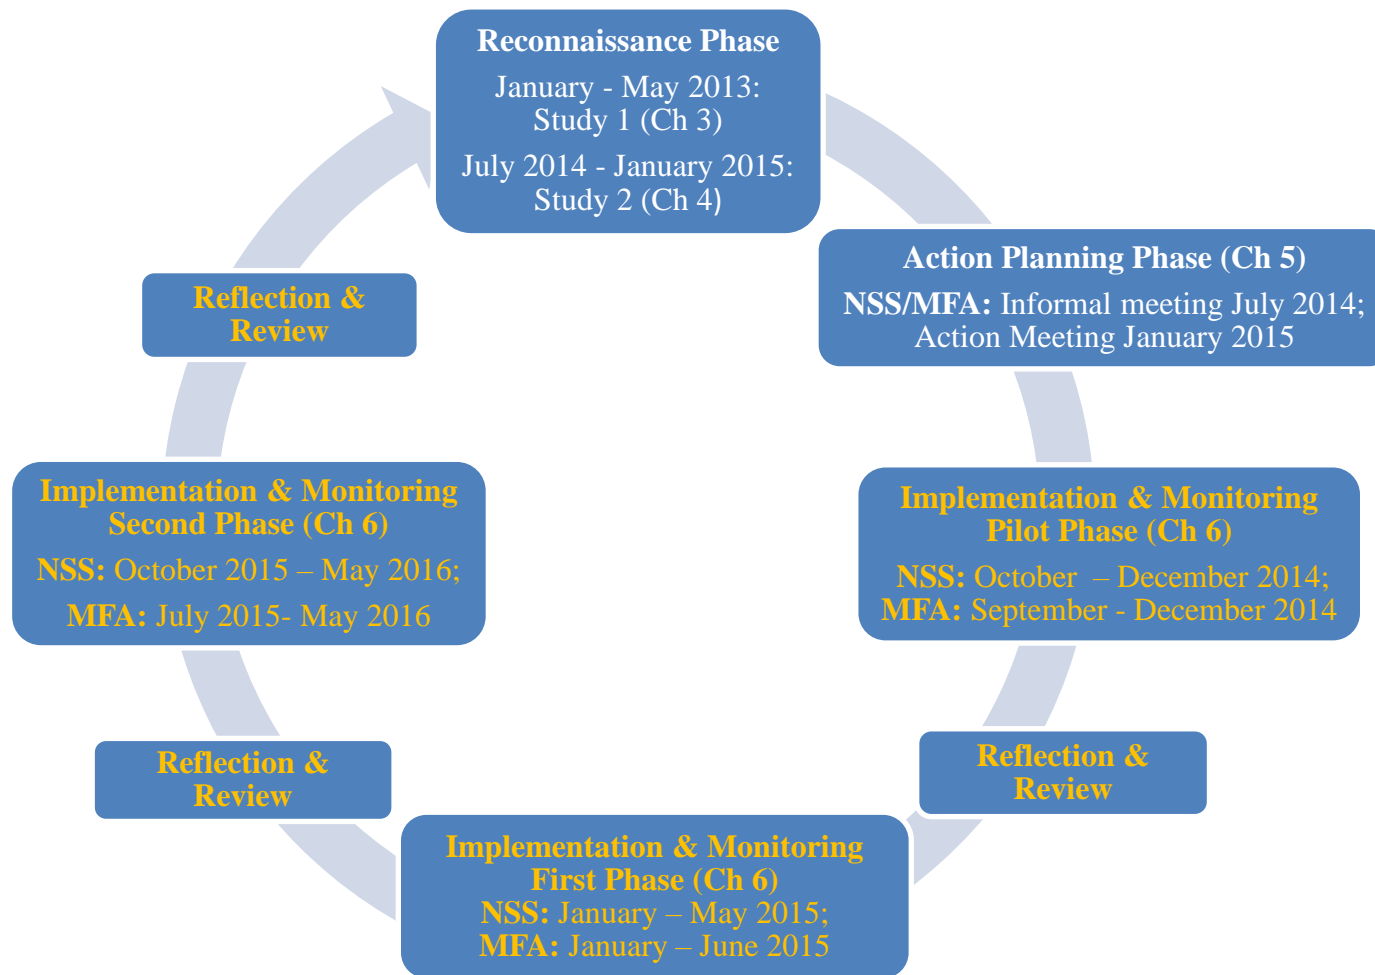 Reconnaissance Phase
January - May 2013:
Study 1 (Ch 3)
July 2014 - January 2015:
Study 2 (Ch 4)
Action Planning Phase (Ch 5)
NSS/MFA: Informal meeting July 2014;
Action Meeting January 2015
Implementation & Monitoring
Pilot Phase (Ch 6)
NSS: October – December 2014;
MFA: September - December 2014
Reflection &
Review
Implementation & Monitoring
First Phase (Ch 6)
NSS: January – May 2015;
MFA: January – June 2015
Reflection &
Review
Implementation & Monitoring
Second Phase (Ch 6)
NSS: October 2015 – May 2016;
MFA: July 2015- May 2016
Reflection &
Review